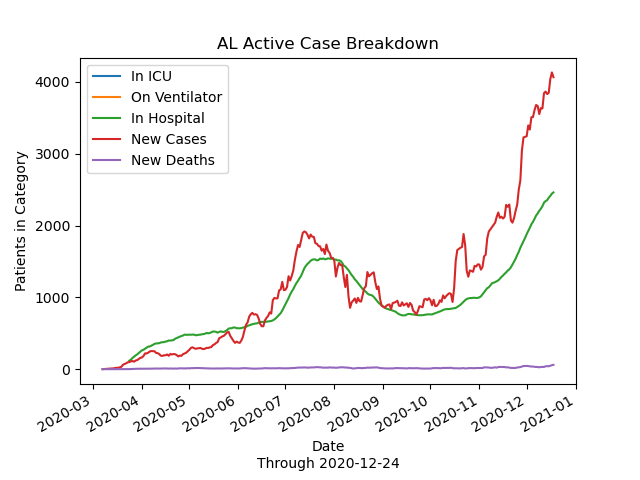 AL Active Case Breakdown
In ICU
On Ventilator
In Hospital
New Cases
New Deaths
Patients in Category
4000
3000
2000
1000
0
2020-03
2020-04
2020-05
2020-06
2020-07
2020-08
2020-09
2020-10
2020-11
2020-12
2021-01
Date
Through 2020-12-24